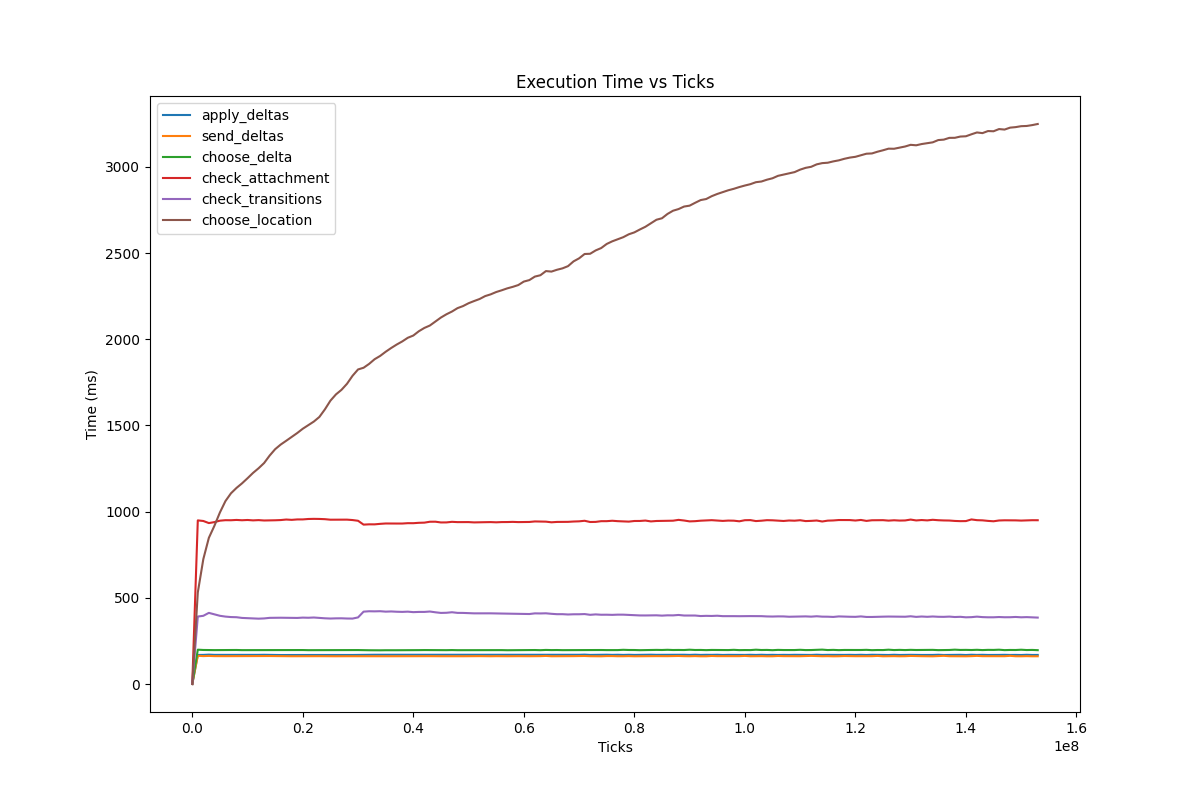 Execution Time vs Ticks
apply_deltas
send_deltas
choose_delta
check_attachment
check_transitions
choose_location
Time (ms)
3000
2500
2000
1500
1000
500
0
0.0 0.2 0.4 0.6 0.8 1.0 1.2 1.4 1.6
1e8
Ticks